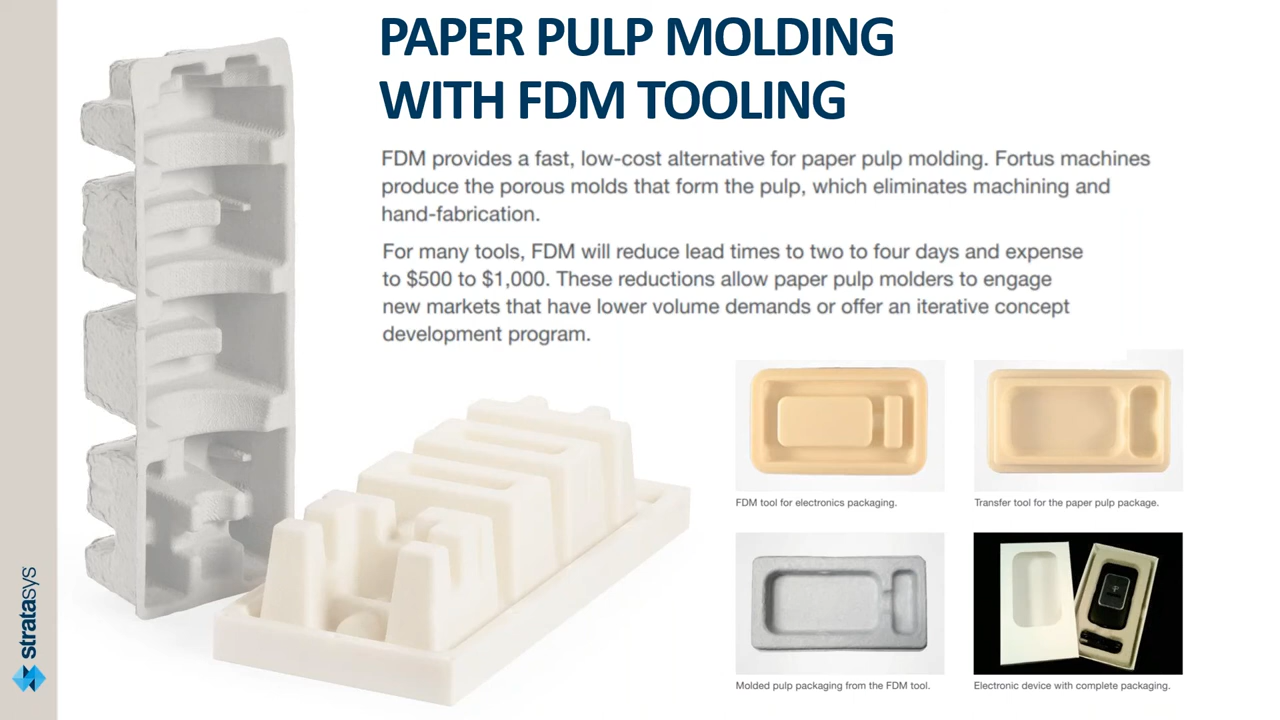 PAPER PULP MOLDING
WITH FDM TOOLING
FDM provides a fast, low-cost alternative for paper pulp molding. Fortus machines
produce the porous molds that form the pulp, which eliminates machining and
hand-fabrication.
For many tools, FDM will reduce lead times to two to four days and expense
to $500 to $1,000. These reductions allow paper pulp molders to engage
new markets that have lower volume demands or offer an iterative concept
development program.
FDM tool for electronics packaging.
Transfer tool for the paper pulp package.
Molded pulp packaging from the FDM tool.
Electronic device with complete packaging.
stratasys